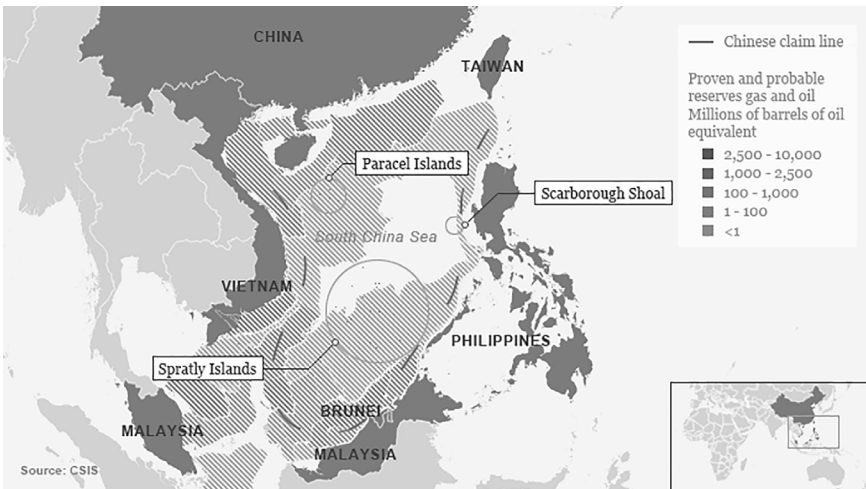 CHINA
TAIWAN
Chinese claim line
Proven and probable
reserves gas and oil
Millions of barrels of oil
equivalent
2,500 - 10,000
1,000 - 2,500
100 - 1,000
1 - 100
<1
Paracel Islands
Scarborough Shoal
South China Sea
VIETNAM
PHILIPPINES
Spratly Islands
BRUNEI
MALAYSIA
MALAYSIA
Source: CSIS